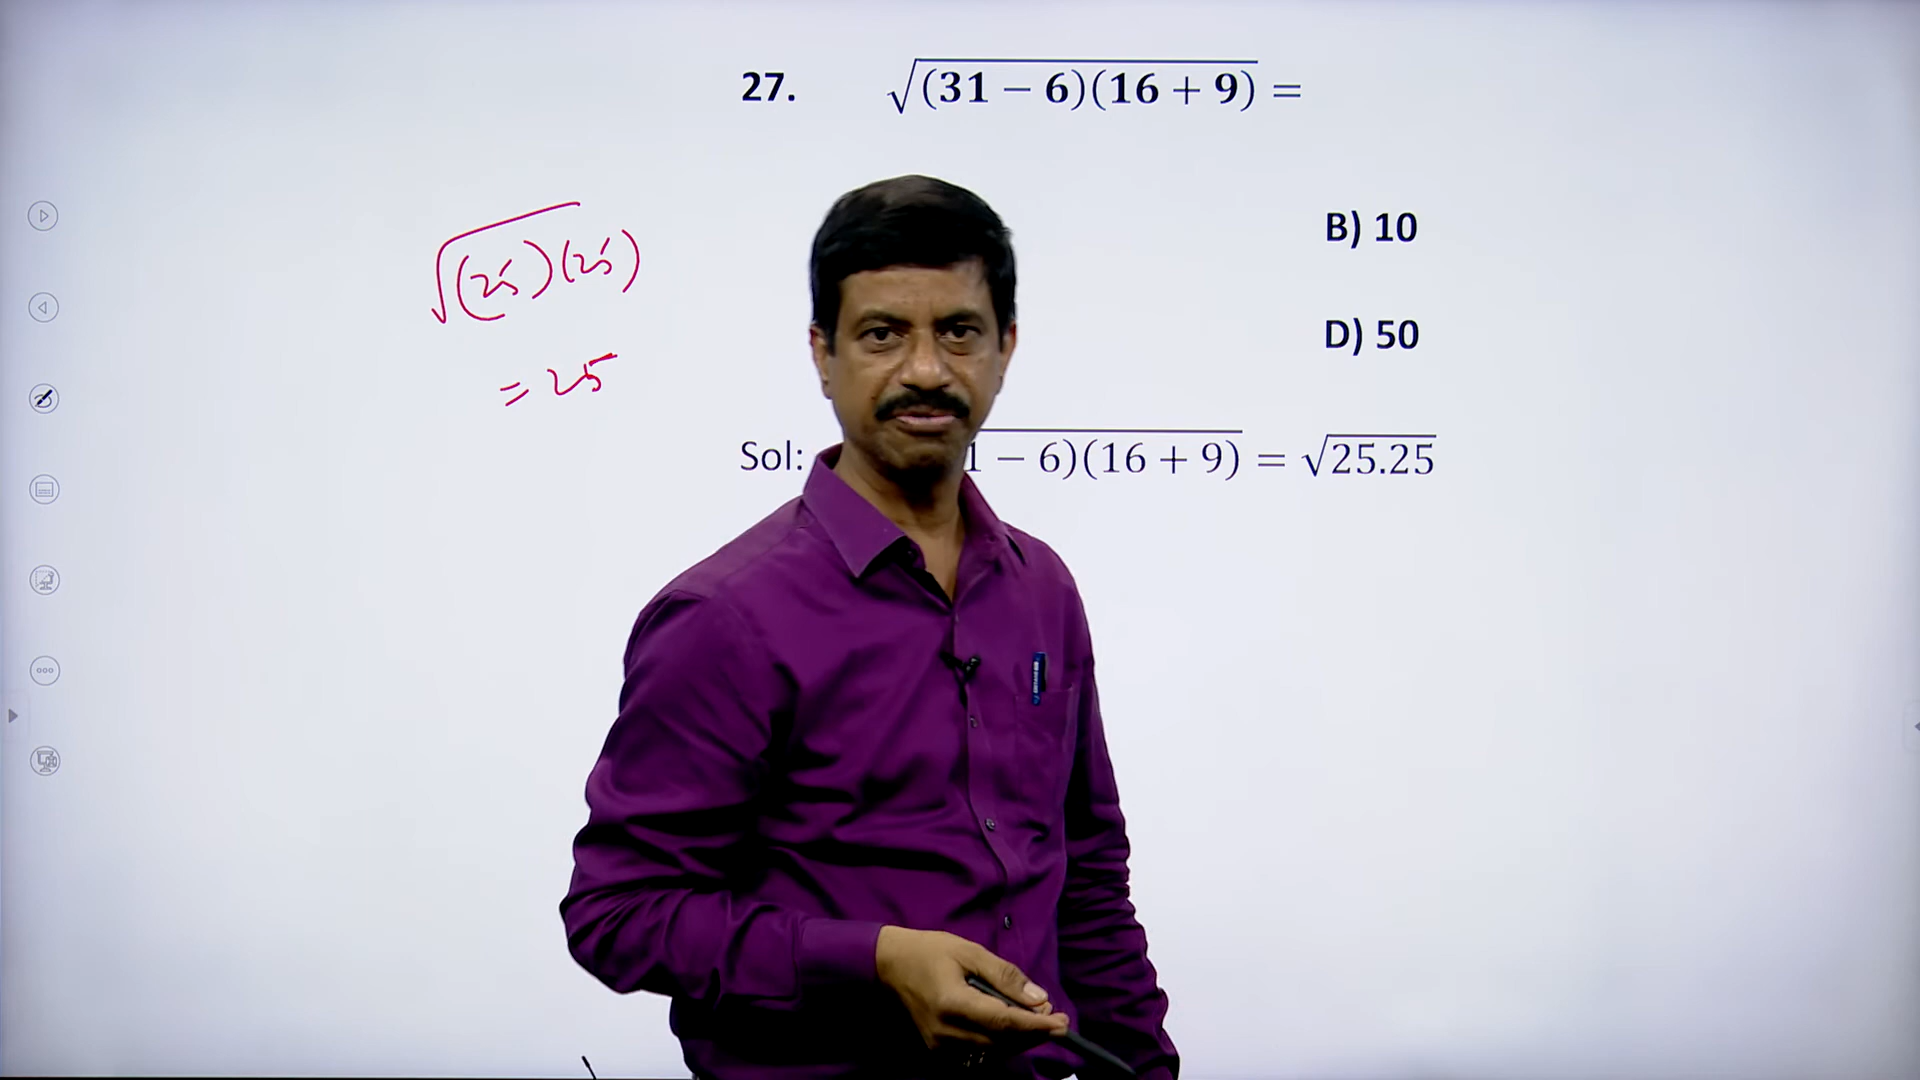 27. √(31 − 6)(16 + 9) =
√(25)(25)
= 25
B) 10
D) 50
Sol: 1 − 6)(16 + 9) = √25.25